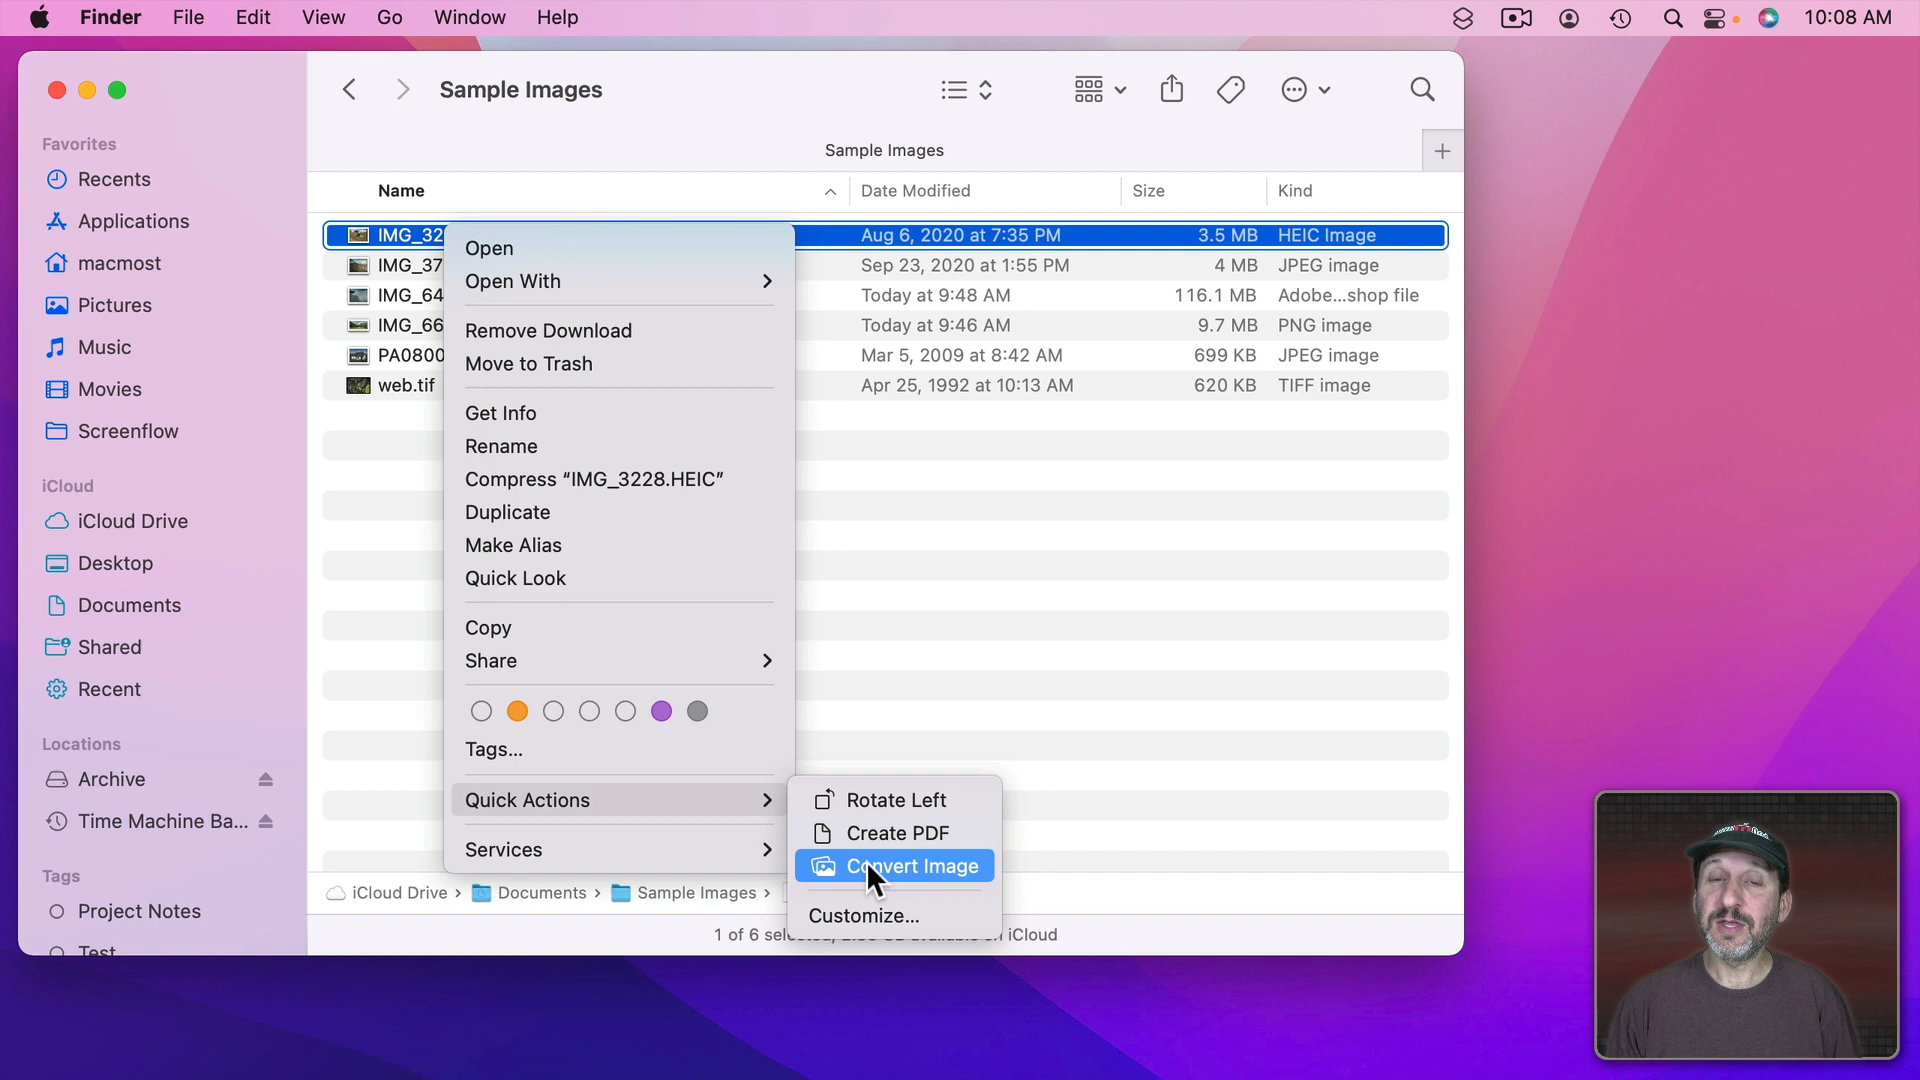 Finder File Edit View Go Window Help 10:08 AM
Sample Images
Sample Images
Name Date Modified Size Kind
IMG_32 Aug 6, 2020 at 7:35 PM 3.5 MB HEIC Image
IMG_37 Sep 23, 2020 at 1:55 PM 4 MB JPEG image
IMG_64 Today at 9:48 AM 116.1 MB Adobe...shop file
IMG_66 Today at 9:46 AM 9.7 MB PNG image
PA0800 Mar 5, 2009 at 8:42 AM 699 KB JPEG image
web.tif Apr 25, 1992 at 10:13 AM 620 KB TIFF image
Favorites
Recents
Applications
macmost
Pictures
Music
Movies
Screenflow
iCloud
iCloud Drive
Desktop
Documents
Shared
Recent
Locations
Archive
Time Machine Ba...
Tags
Project Notes
Test
Open
Open With
Remove Download
Move to Trash
Get Info
Rename
Compress “IMG_3228.HEIC”
Duplicate
Make Alias
Quick Look
Copy
Share
Tags...
Quick Actions
Services
Rotate Left
Create PDF
Convert Image
Customize...
iCloud Drive › Documents › Sample Images ›
1 of 6 iCloud